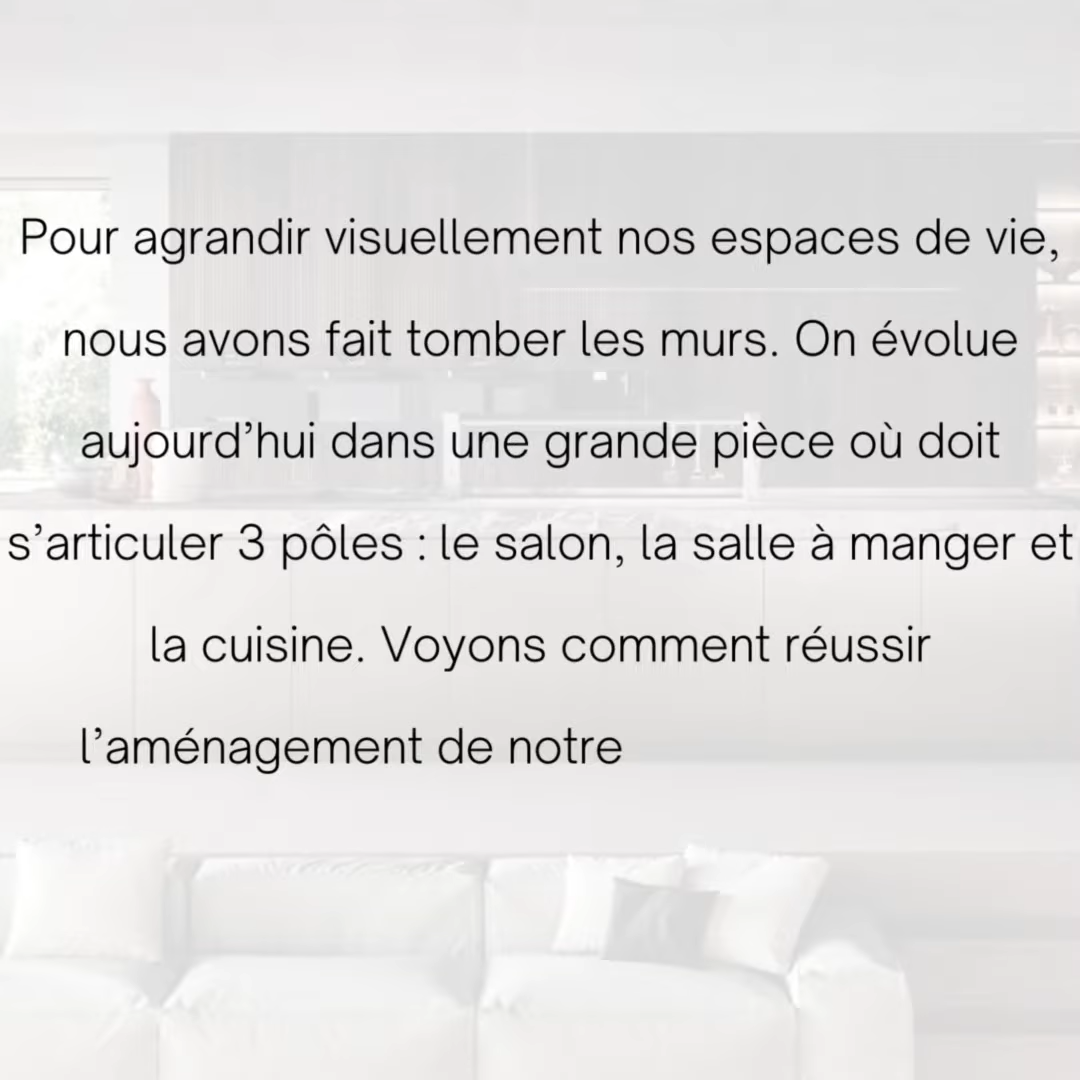 Pour agrandir visuellement nos espaces de vie,
nous avons fait tomber les murs. On évolue
aujourd’hui dans une grande pièce où doit
s’articuler 3 pôles : le salon, la salle à manger et
la cuisine. Voyons comment réussir
l’aménagement de notre